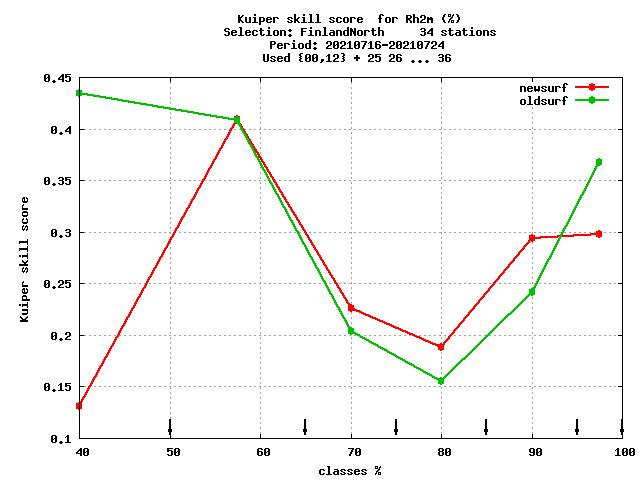 Kuiper skill score  for Rh2m (%)
Selection: FinlandNorth     34 stations
Period: 20210716-20210724
Used {00,12} + 25 26 ... 36
newsurf
oldsurf
0.45
0.4
0.35
0.3
0.25
0.2
0.15
0.1
Kuiper skill score
40 50 60 70 80 90 100
classes %